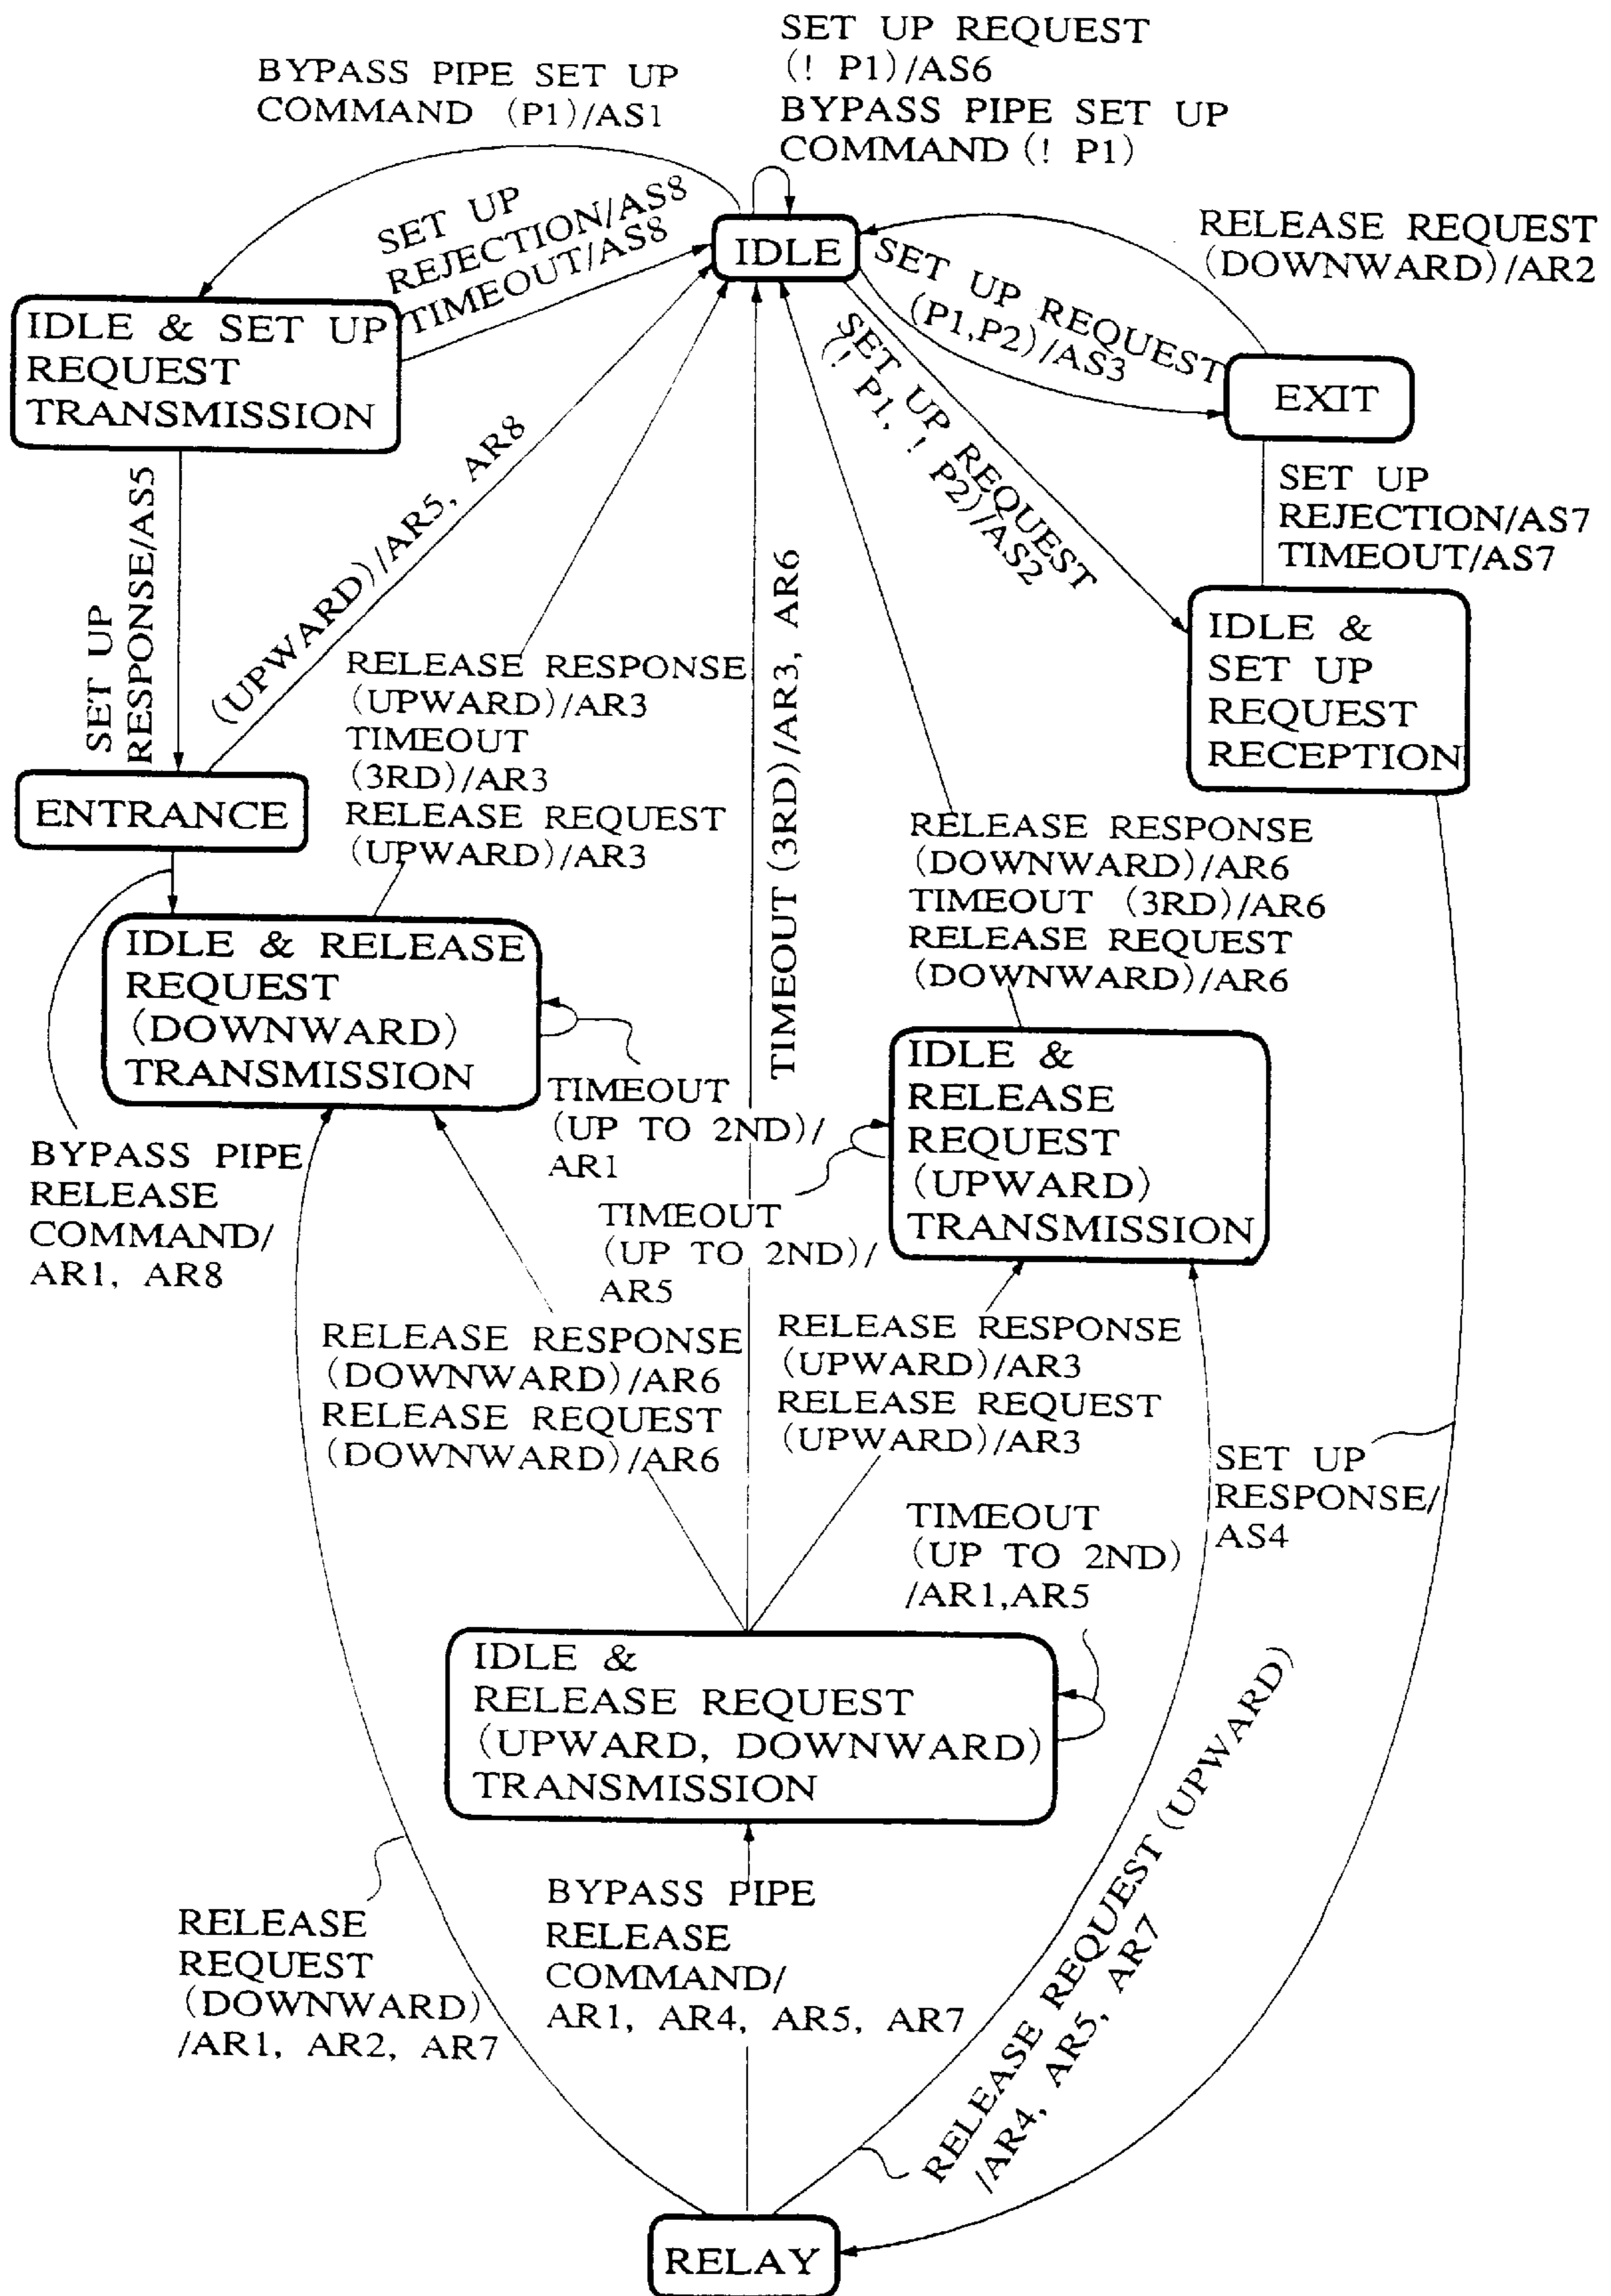 SET UP REQUEST
(! P1)/AS6
BYPASS PIPE SET UP
COMMAND (! P1)
BYPASS PIPE SET UP
COMMAND (P1)/AS1
SET UP
REJECTION/AS8
TIMEOUT/AS8
IDLE
RELEASE REQUEST
(DOWNWARD)/AR2
SET UP REQUEST
(P1,P2)/AS3
SET UP REQUEST
(! P1, ! P2)/AS2
IDLE & SET UP
REQUEST
TRANSMISSION
EXIT
SET UP
REJECTION/AS7
TIMEOUT/AS7
SET UP
RESPONSE/AS5
(UPWARD)/AR5, AR8
IDLE &
SET UP
REQUEST
RECEPTION
RELEASE RESPONSE
(UPWARD)/AR3
TIMEOUT
(3RD)/AR3
RELEASE REQUEST
(UPWARD)/AR3
TIMEOUT (3RD)/AR3, AR6
ENTRANCE
RELEASE RESPONSE
(DOWNWARD)/AR6
TIMEOUT (3RD)/AR6
RELEASE REQUEST
(DOWNWARD)/AR6
IDLE & RELEASE
REQUEST
(DOWNWARD)
TRANSMISSION
TIMEOUT
(UP TO 2ND)/
AR1
IDLE &
RELEASE
REQUEST
(UPWARD)
TRANSMISSION
BYPASS PIPE
RELEASE
COMMAND/
AR1, AR8
TIMEOUT
(UP TO 2ND)/
AR5
RELEASE RESPONSE
(DOWNWARD)/AR6
RELEASE REQUEST
(DOWNWARD)/AR6
RELEASE RESPONSE
(UPWARD)/AR3
RELEASE REQUEST
(UPWARD)/AR3
SET UP
RESPONSE/
AS4
TIMEOUT
(UP TO 2ND)
/AR1,AR5
IDLE &
RELEASE REQUEST
(UPWARD, DOWNWARD)
TRANSMISSION
RELEASE REQUEST (UPWARD)
/AR4, AR5, AR7
RELEASE
REQUEST
(DOWNWARD)
/AR1, AR2, AR7
BYPASS PIPE
RELEASE
COMMAND/
AR1, AR4, AR5, AR7
RELAY